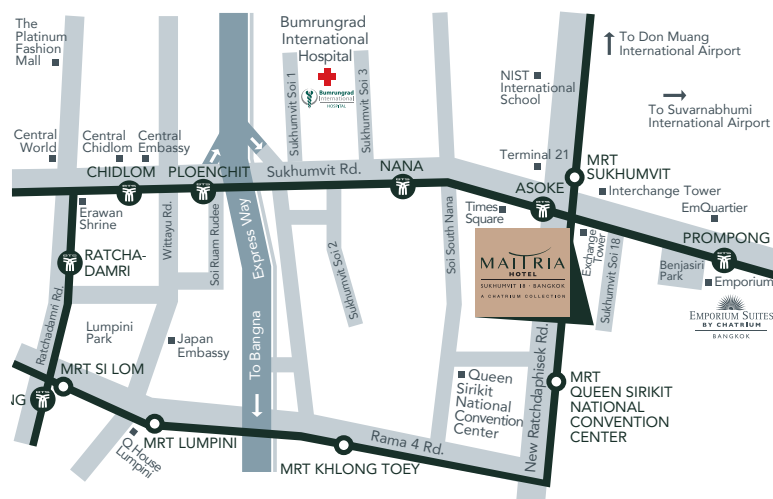 The
Platinum
Fashion
Mall
Bumrungrad
International
Hospital
Bumrungrad
International
HOSPITAL
Sukhumvit Soi 1
Sukhumvit Soi 3
To Don Muang
International Airport
NIST
International
School
To Suvarnabhumi
International Airport
Central
World
Central
Chidlom
Central
Embassy
Terminal 21
MRT
SUKHUMVIT
CHIDLOM
PLOENCHIT
Sukhumvit Rd.
NANA
ASOKE
Interchange Tower
EmQuartier
Erawan
Shrine
Times
Square
PROMPONG
RATCHA-
DAMRI
Wittayu Rd.
Soi Ruam Rudee
Express Way
To Bangna
Sukhumvit Soi 2
Soi South Nana
MAITRIA
HOTEL
SUKHUMVIT 18 - BANGKOK
A CHATRIUM COLLECTION
Exchange
Tower
Sukhumvit Soi 18
Benjasiri
Park
Emporium
EMPORIUM SUITES
BY CHATRIUM
BANGKOK
Ratchadamri Rd.
Lumpini
Park
Japan
Embassy
MRT SI LOM
NG
Queen
Sirikit
National
Convention
Center
New Ratchdaphisek Rd.
MRT
QUEEN SIRIKIT
NATIONAL
CONVENTION
CENTER
Q House
Lumpini
MRT LUMPINI
Rama 4 Rd.
MRT KHLONG TOEY